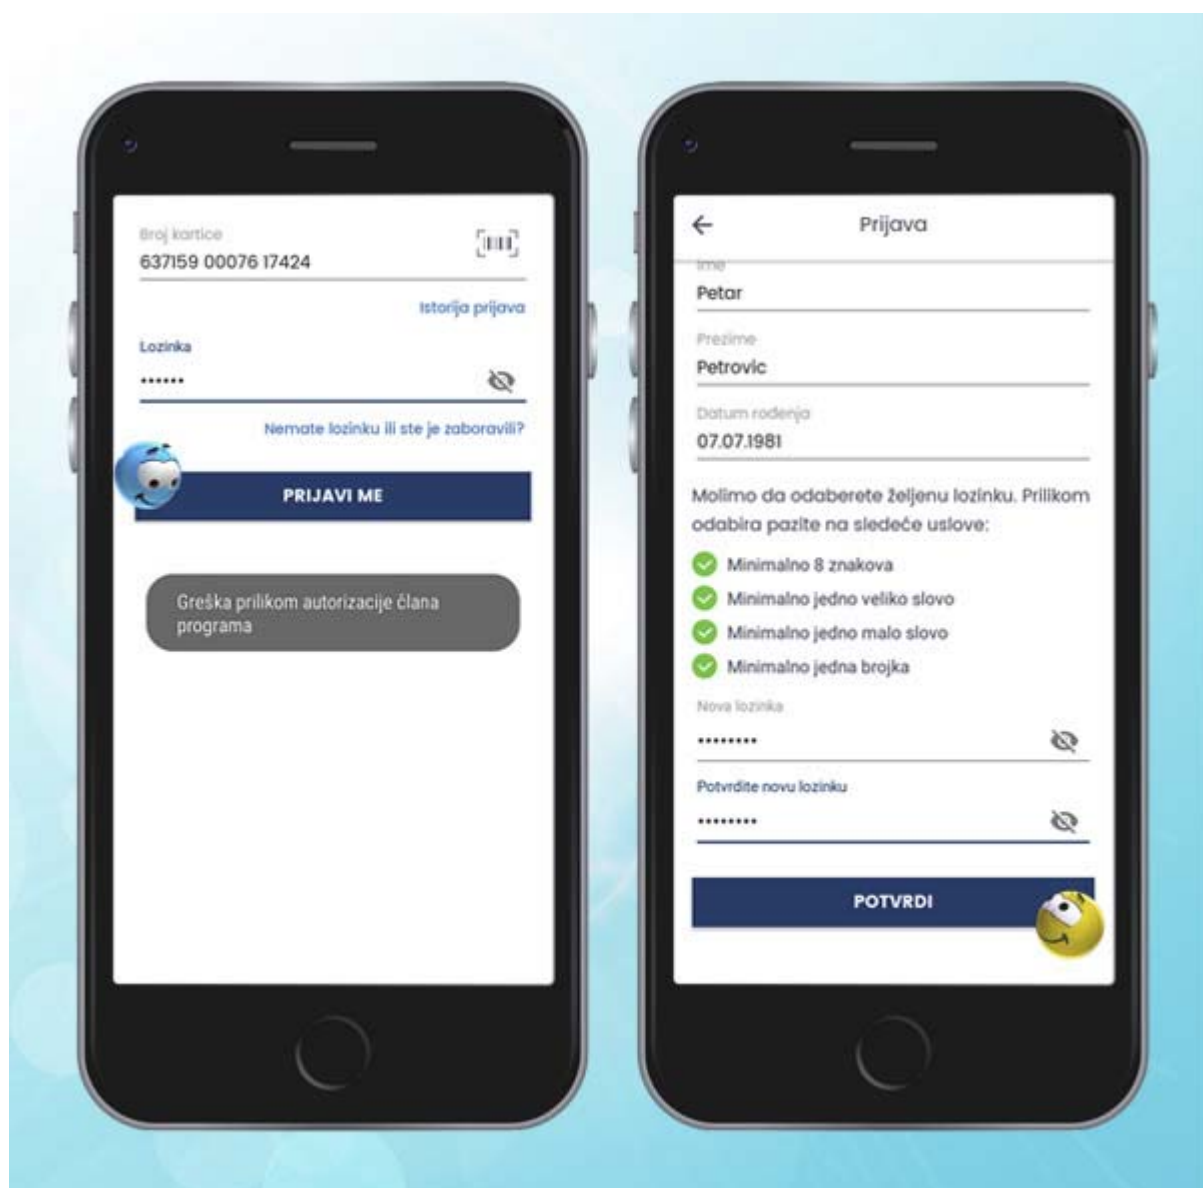 Broj kartice
637159 00076 17424
Istorija prijava
Lozinka
••••••
Nemate lozinku ili ste je zaboravili?
PRIJAVI ME
Greška prilikom autorizacije člana
programa
Prijava
Ime
Petar
Prezime
Petrovic
Datum rođenja
07.07.1981
Molimo da odaberete željenu lozinku. Prilikom
odabira pazite na sledeće uslove:
Minimalno 8 znakova
Minimalno jedno veliko slovo
Minimalno jedno malo slovo
Minimalno jedna brojka
Nova lozinka
••••••••
Potvrdite novu lozinku
••••••••
POTVRDI